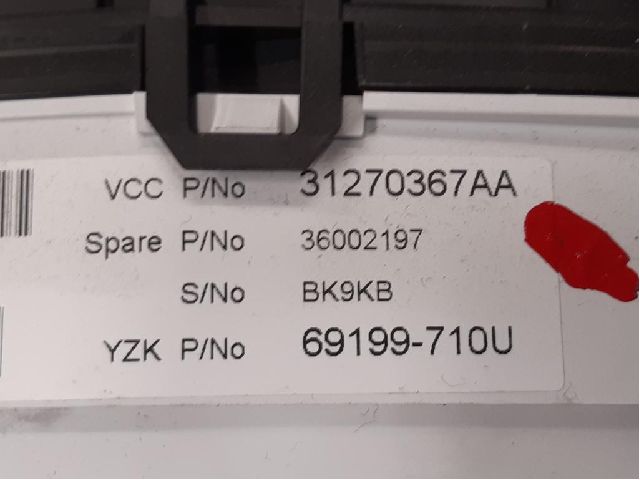 VCC P/No 31270367AA
Spare P/No 36002197
S/No BK9KB
YZK P/No 69199-710U